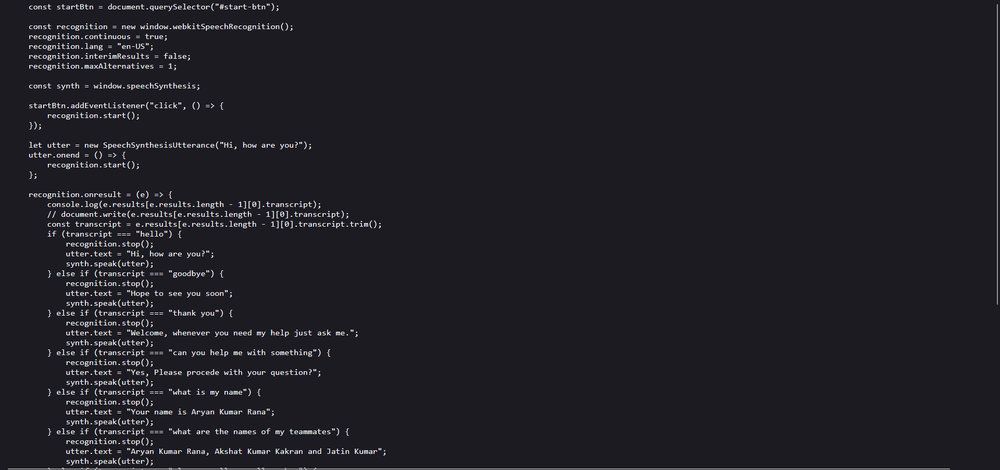 const startBtn = document.querySelector("#start-btn");

const recognition = new window.webkitSpeechRecognition();
recognition.continuous = true;
recognition.lang = "en-US";
recognition.interimResults = false;
recognition.maxAlternatives = 1;

const synth = window.speechSynthesis;

startBtn.addEventListener("click", () => {
    recognition.start();
});

let utter = new SpeechSynthesisUtterance("Hi, how are you?");
utter.onend = () => {
    recognition.start();
};

recognition.onresult = (e) => {
    console.log(e.results[e.results.length - 1][0].transcript);
    // document.write(e.results[e.results.length - 1][0].transcript);
    const transcript = e.results[e.results.length - 1][0].transcript.trim();
    if (transcript === "hello") {
        recognition.stop();
        utter.text = "Hi, how are you?";
        synth.speak(utter);
    } else if (transcript === "goodbye") {
        recognition.stop();
        utter.text = "Hope to see you soon";
        synth.speak(utter);
    } else if (transcript === "thank you") {
        recognition.stop();
        utter.text = "Welcome, whenever you need my help just ask me.";
        synth.speak(utter);
    } else if (transcript === "can you help me with something") {
        recognition.stop();
        utter.text = "Yes, Please procede with your question?";
        synth.speak(utter);
    } else if (transcript === "what is my name") {
        recognition.stop();
        utter.text = "Your name is Aryan Kumar Rana";
        synth.speak(utter);
    } else if (transcript === "what are the names of my teammates") {
        recognition.stop();
        utter.text = "Aryan Kumar Rana, Akshat Kumar Kakran and Jatin Kumar";
        synth.speak(utter);